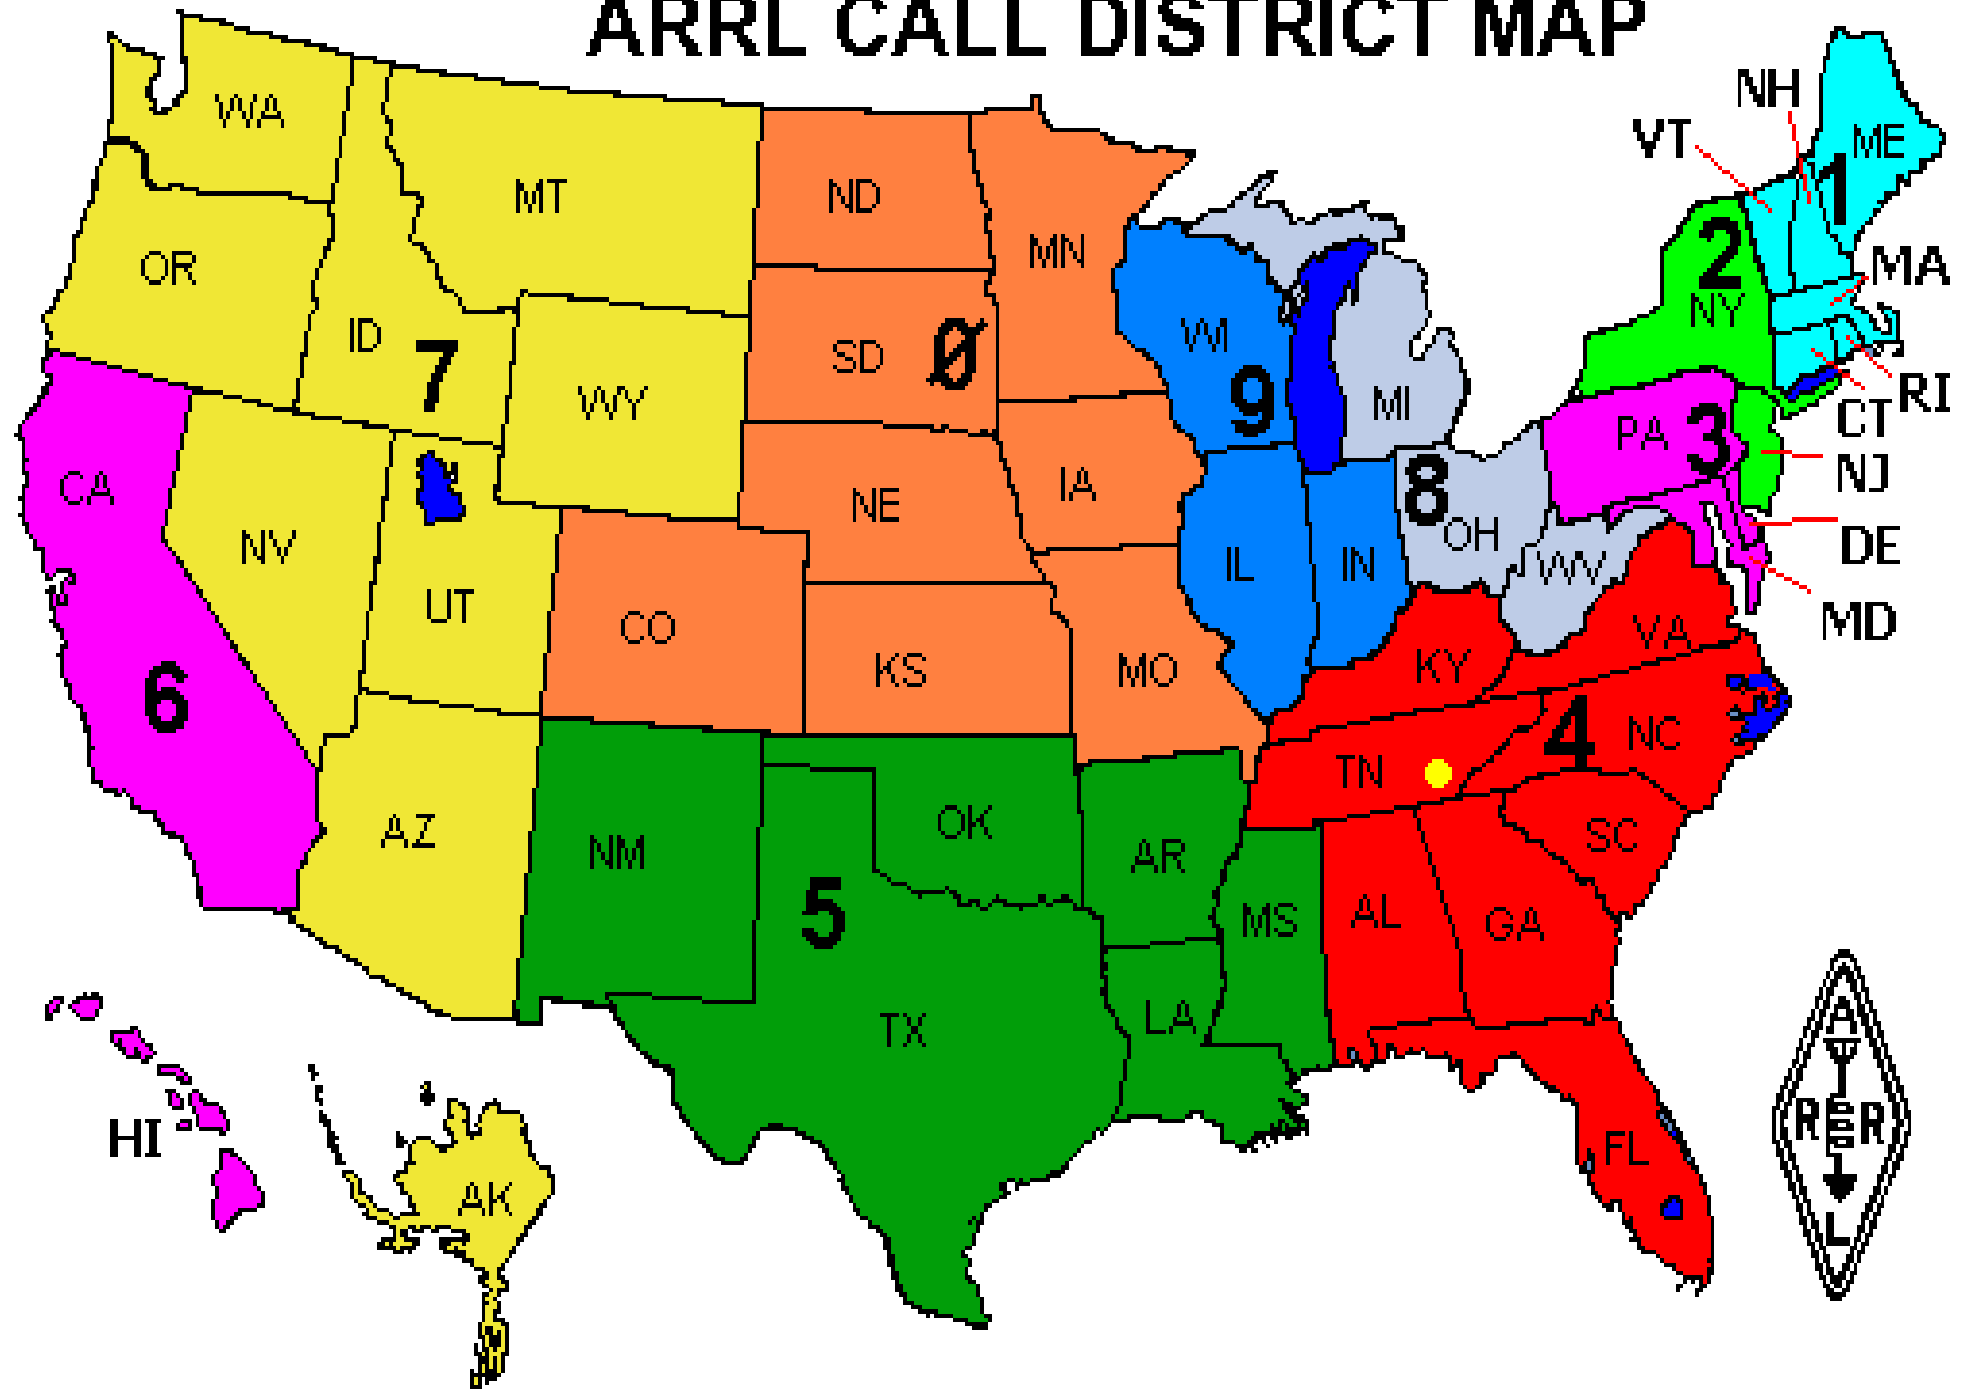 ARRL CALL DISTRICT MAP
NH
VT
ME
1
WA
MT
ND
MN
OR
2
MA
NY
ID
7
WY
SD
Ø
WI
9
MI
RI
CT
PA
3
NJ
CA
NV
NE
IA
8
OH
DE
IL
IN
WV
UT
CO
KS
MO
KY
VA
MD
6
4
NC
TN
AZ
NM
OK
AR
SC
5
MS
AL
GA
TX
LA
HI
AK
FL
A
R R
L